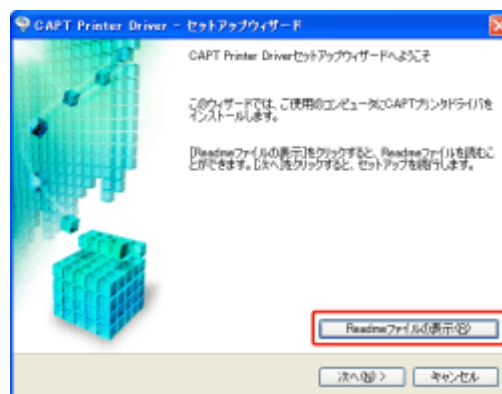 CAPT Printer Driver - セットアップウィザード
CAPT Printer Driverセットアップウィザードへようこそ
このウィザードでは、ご使用のコンピュータにCAPTプリンタドライバを
インストールします。
[Readmeファイルの表示]をクリックすると、Readmeファイルを読むこ
とができます。[次へ]をクリックすると、セットアップを続行します。
Readmeファイルの表示(R)
次へ(N) >
キャンセル